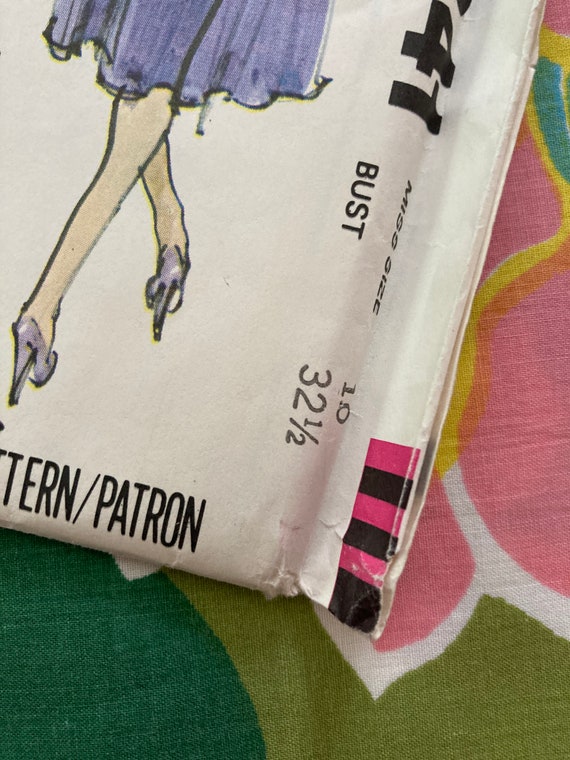 MISS SIZE
10
BUST
32½
TTERN/PATRON